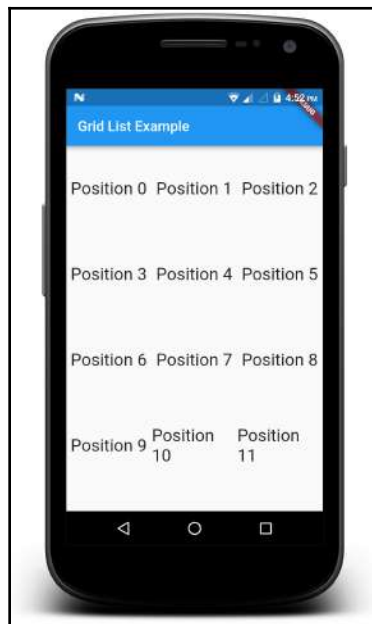 N 4:52 PM
Grid List Example
Position 0 Position 1 Position 2
Position 3 Position 4 Position 5
Position 6 Position 7 Position 8
Position 9 Position 10 Position 11